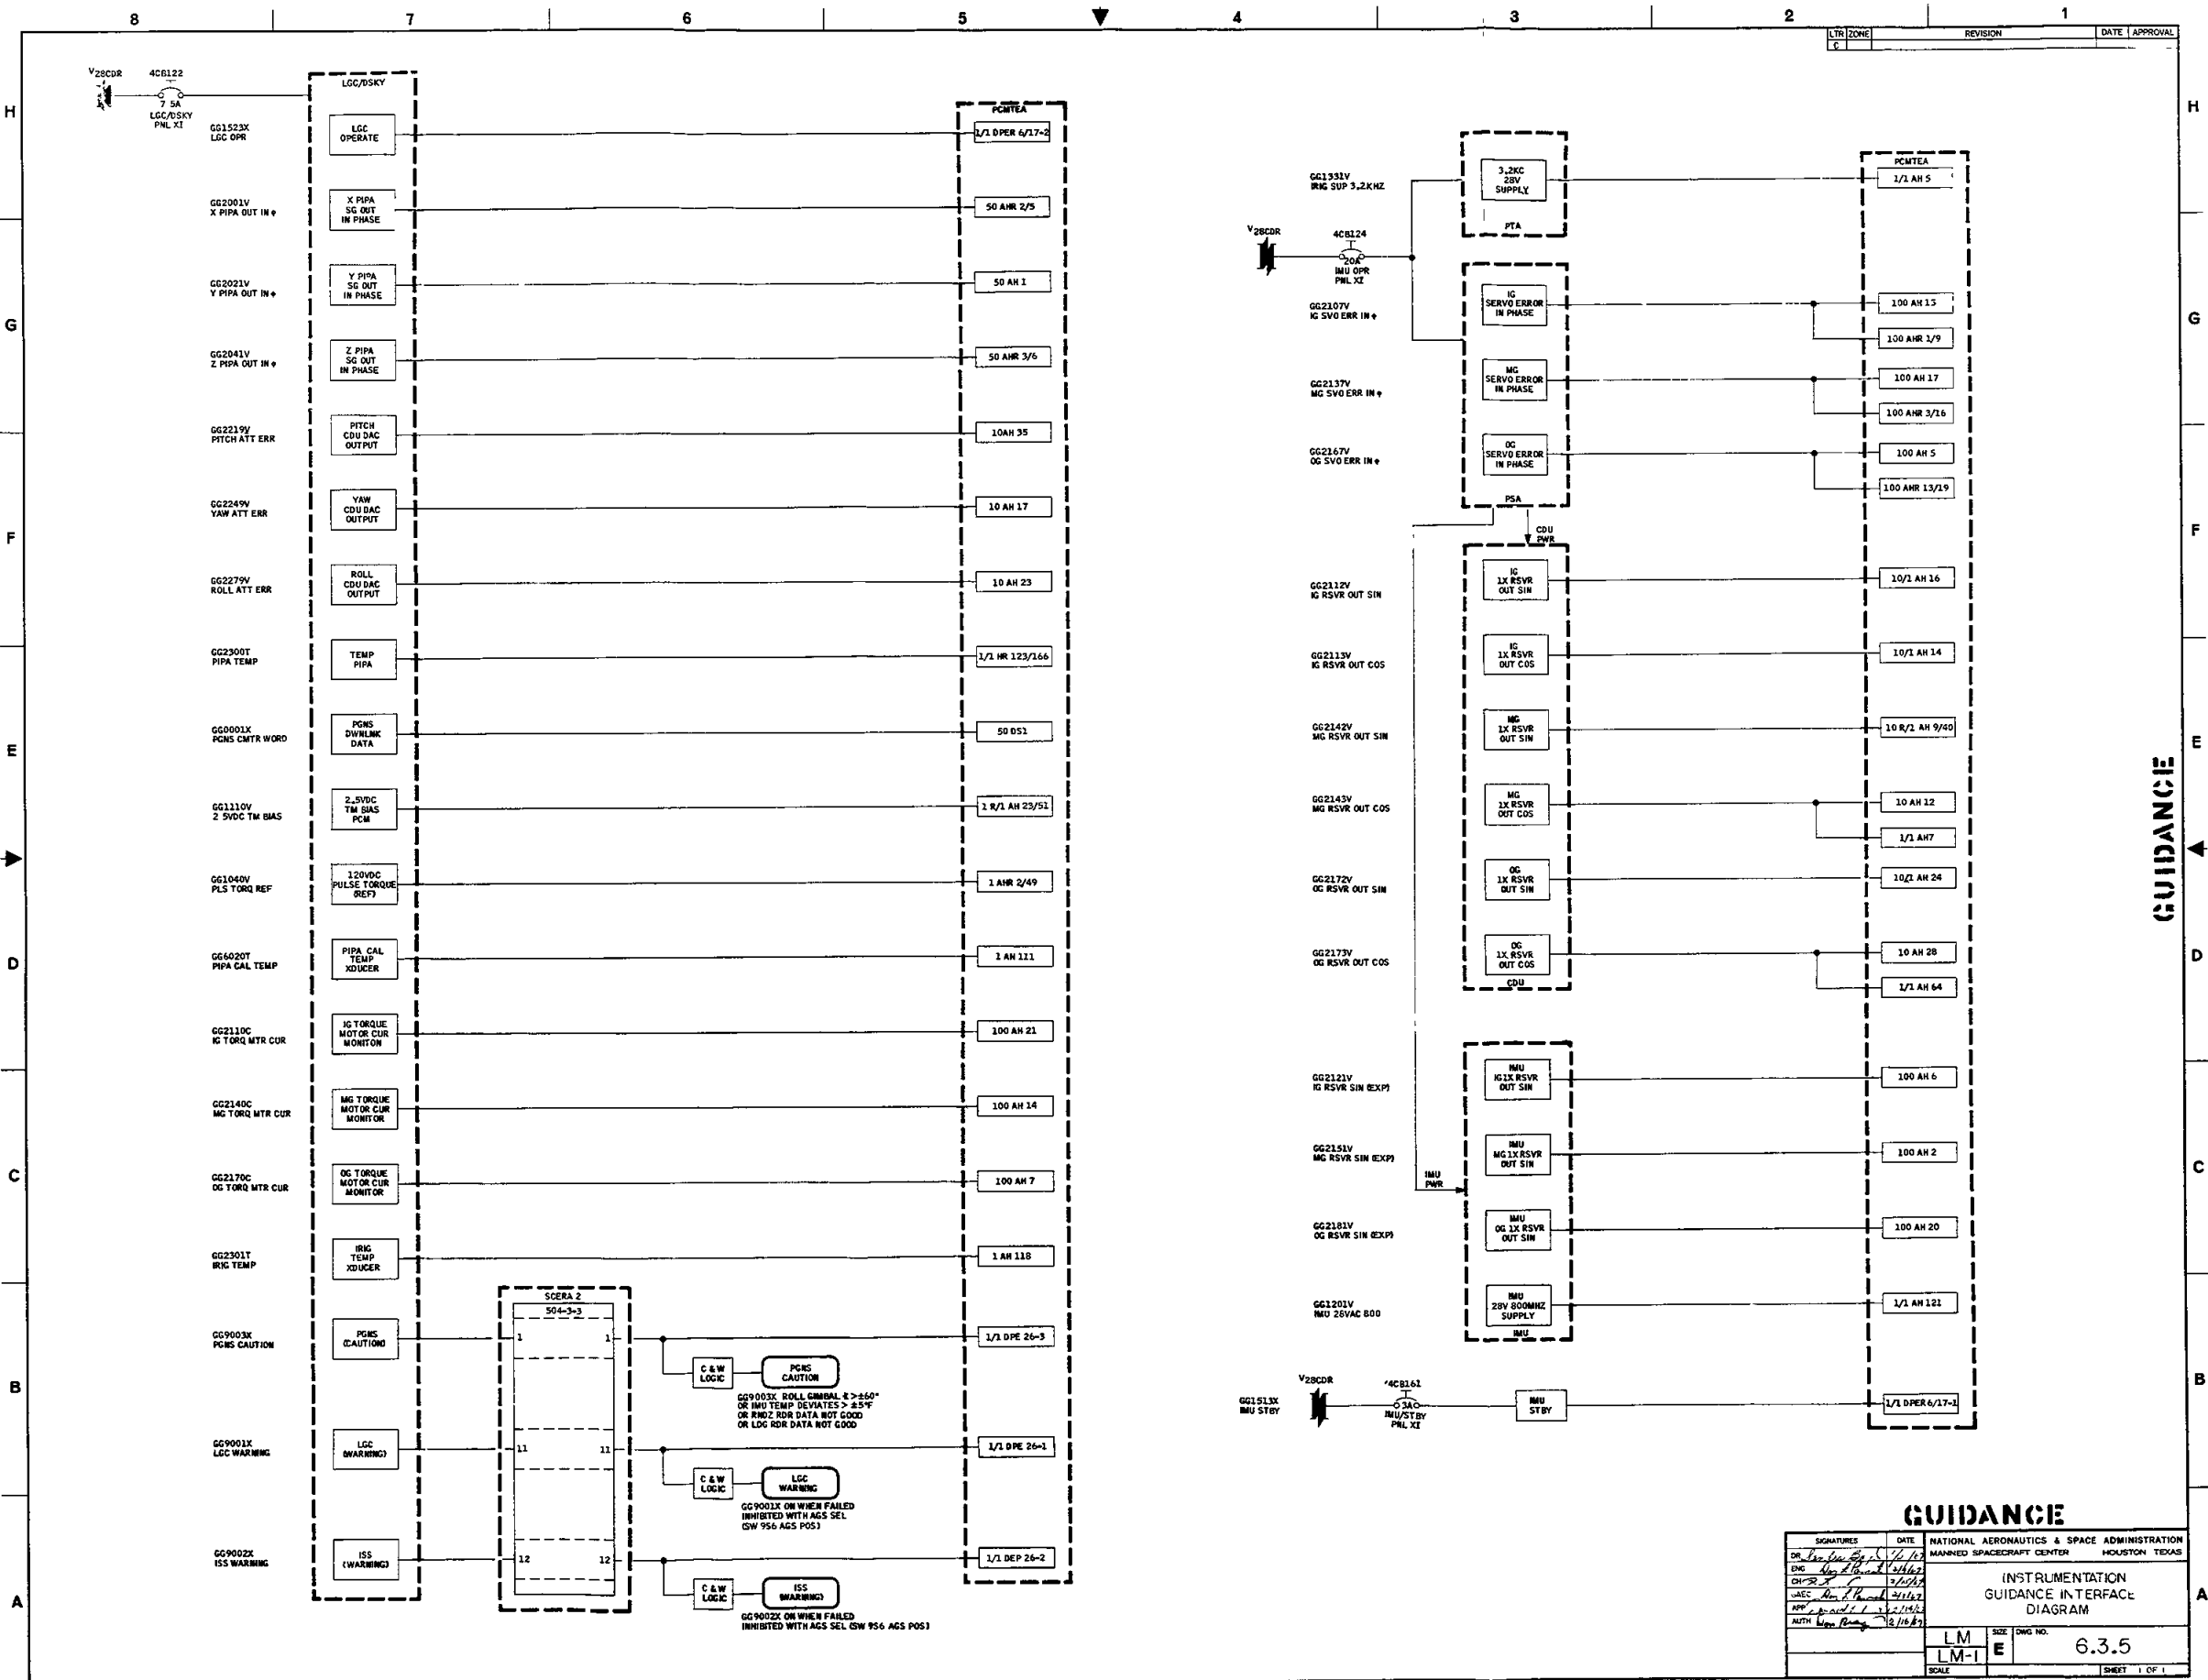 8 7 6 5 4 3 2 1
LTR ZONE REVISION DATE APPROVAL
C
H
G
F
E
D
C
B
A
V28CDR
4CB122
7 5A
LGC/DSKY
PNL XI
LGC/DSKY
PCMTEA
GG1523X
LGC OPR
LGC
OPERATE
1/1 DPER 6/17-2
GG2001V
X PIPA OUT IN ϕ
X PIPA
SG OUT
IN PHASE
50 AHR 2/5
GG2021V
Y PIPA OUT IN ϕ
Y PIPA
SG OUT
IN PHASE
50 AH 1
GG2041V
Z PIPA OUT IN ϕ
Z PIPA
SG OUT
IN PHASE
50 AHR 3/6
GG2219V
PITCH ATT ERR
PITCH
CDU DAC
OUTPUT
10AH 35
GG2249V
YAW ATT ERR
YAW
CDU DAC
OUTPUT
10 AH 17
GG2279V
ROLL ATT ERR
ROLL
CDU DAC
OUTPUT
10 AH 23
GG2300T
PIPA TEMP
TEMP
PIPA
1/1 HR 123/166
GG0001X
PGNS CMTR WORD
PGNS
DWNLNK
DATA
50 DS1
GG1110V
2 5VDC TM BIAS
2.5VDC
TM BIAS
PCM
1 R/1 AH 23/51
GG1040V
PLS TORQ REF
120VDC
PULSE TORQUE
(REF)
1 AHR 2/49
GG6020T
PIPA CAL TEMP
PIPA CAL
TEMP
XDUCER
1 AH 111
GG2110C
IG TORQ MTR CUR
IG TORQUE
MOTOR CUR
MONITON
100 AH 21
GG2140C
MG TORQ MTR CUR
MG TORQUE
MOTOR CUR
MONITOR
100 AH 14
GG2170C
OG TORQ MTR CUR
OG TORQUE
MOTOR CUR
MONITOR
100 AH 7
GG2301T
IRIG TEMP
IRIG
TEMP
XDUCER
1 AH 118
SCERA 2
504-3-3
GG9003X
PGNS CAUTION
PGNS
(CAUTION)
1 1
1/1 DPE 26-3
C & W
LOGIC
PGNS
CAUTION
GG9003X ROLL GIMBAL ∢ >±60°
OR IMU TEMP DEVIATES > ±5°F
OR RNDZ RDR DATA NOT GOOD
OR LDG RDR DATA NOT GOOD
GG9001X
LGC WARNING
LGC
(WARNING)
11 11
1/1 DPE 26-1
C & W
LOGIC
LGC
WARNING
GG9001X ON WHEN FAILED
INHIBITED WITH AGS SEL
(SW 9S6 AGS POS)
GG9002X
ISS WARNING
ISS
(WARNING)
12 12
1/1 DEP 26-2
C & W
LOGIC
ISS
(WARNING)
GG9002X ON WHEN FAILED
INHIBITED WITH AGS SEL (SW 9S6 AGS POS)
GG1331V
IRIG SUP 3.2KHZ
3.2KC
28V
SUPPLY
PTA
PCMTEA
1/1 AH 5
V28CDR
4CB124
20A
IMU OPR
PNL XI
GG2107V
IG SVO ERR IN ϕ
IG
SERVO ERROR
IN PHASE
100 AH 13
100 AHR 1/9
GG2137V
MG SVO ERR IN ϕ
MG
SERVO ERROR
IN PHASE
100 AH 17
100 AHR 3/16
GG2167V
OG SVO ERR IN ϕ
OG
SERVO ERROR
IN PHASE
100 AH 5
100 AHR 13/19
PSA
CDU
PWR
GG2112V
IG RSVR OUT SIN
IG
1X RSVR
OUT SIN
10/1 AH 16
GG2113V
IG RSVR OUT COS
IG
1X RSVR
OUT COS
10/1 AH 14
GG2142V
MG RSVR OUT SIN
MG
1X RSVR
OUT SIN
10 R/1 AH 9/40
GG2143V
MG RSVR OUT COS
MG
1X RSVR
OUT COS
10 AH 12
1/1 AH7
GG2172V
OG RSVR OUT SIN
OG
1X RSVR
OUT SIN
10/1 AH 24
GG2173V
OG RSVR OUT COS
OG
1X RSVR
OUT COS
10 AH 28
1/1 AH 64
CDU
GG2121V
IG RSVR SIN (EXP)
IMU
IG1X RSVR
OUT SIN
100 AH 6
GG2151V
MG RSVR SIN (EXP)
IMU
MG1X RSVR
OUT SIN
100 AH 2
IMU
PWR
GG2181V
OG RSVR SIN (EXP)
IMU
OG 1X RSVR
OUT SIN
100 AH 20
GG1201V
IMU 28VAC 800
IMU
28V 800MHZ
SUPPLY
1/1 AH 121
IMU
GG1513X
IMU STBY
V28CDR
4CB161
3A
IMU/STBY
PNL XI
IMU
STBY
1/1 DPER 6/17-1
H
G
F
E
GUIDANCE
D
C
B
A
GUIDANCE
SIGNATURES DATE
DR
ENG
CH
APP
AUTH
NATIONAL AERONAUTICS & SPACE ADMINISTRATION
MANNED SPACECRAFT CENTER HOUSTON TEXAS
INSTRUMENTATION
GUIDANCE INTERFACE
DIAGRAM
LM
LM-1
SIZE
E
DWG NO.
6.3.5
SCALE
SHEET 1 OF 1